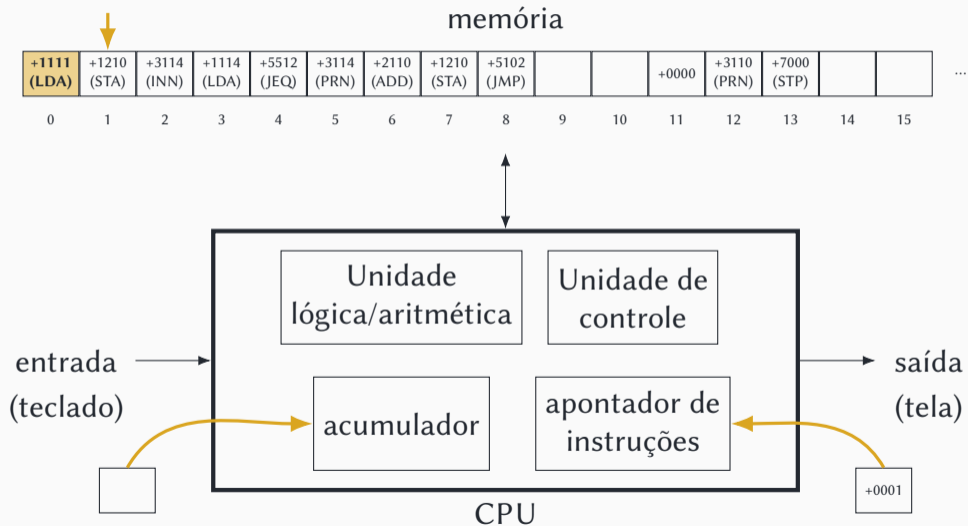 memória
+1111 +1210 +3114 +1114 +5512 +3114 +2110 +1210 +5102 +0000 +3110 +7000 ...
(LDA) (STA) (INN) (LDA) (JEQ) (PRN) (ADD) (STA) (JMP) (PRN) (STP)
0 1 2 3 4 5 6 7 8 9 10 11 12 13 14 15
Unidade
lógica/aritmética
Unidade de
controle
entrada
(teclado)
saída
(tela)
acumulador
apontador de
instruções
+0001
CPU